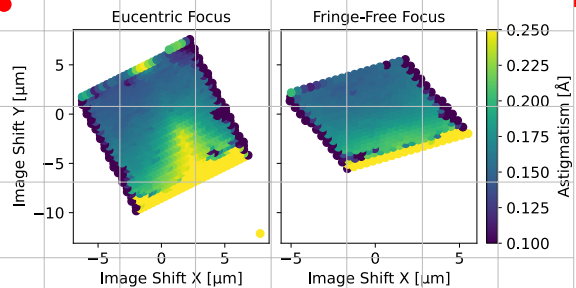 Eucentric Focus Fringe-Free Focus
5
0
−5
−10
Image Shift Y [μm]
−5 0 5
−5 0 5
Image Shift X [μm] Image Shift X [μm]
0.250
0.225
0.200
0.175
0.150
0.125
0.100
Astigmatism [Å]